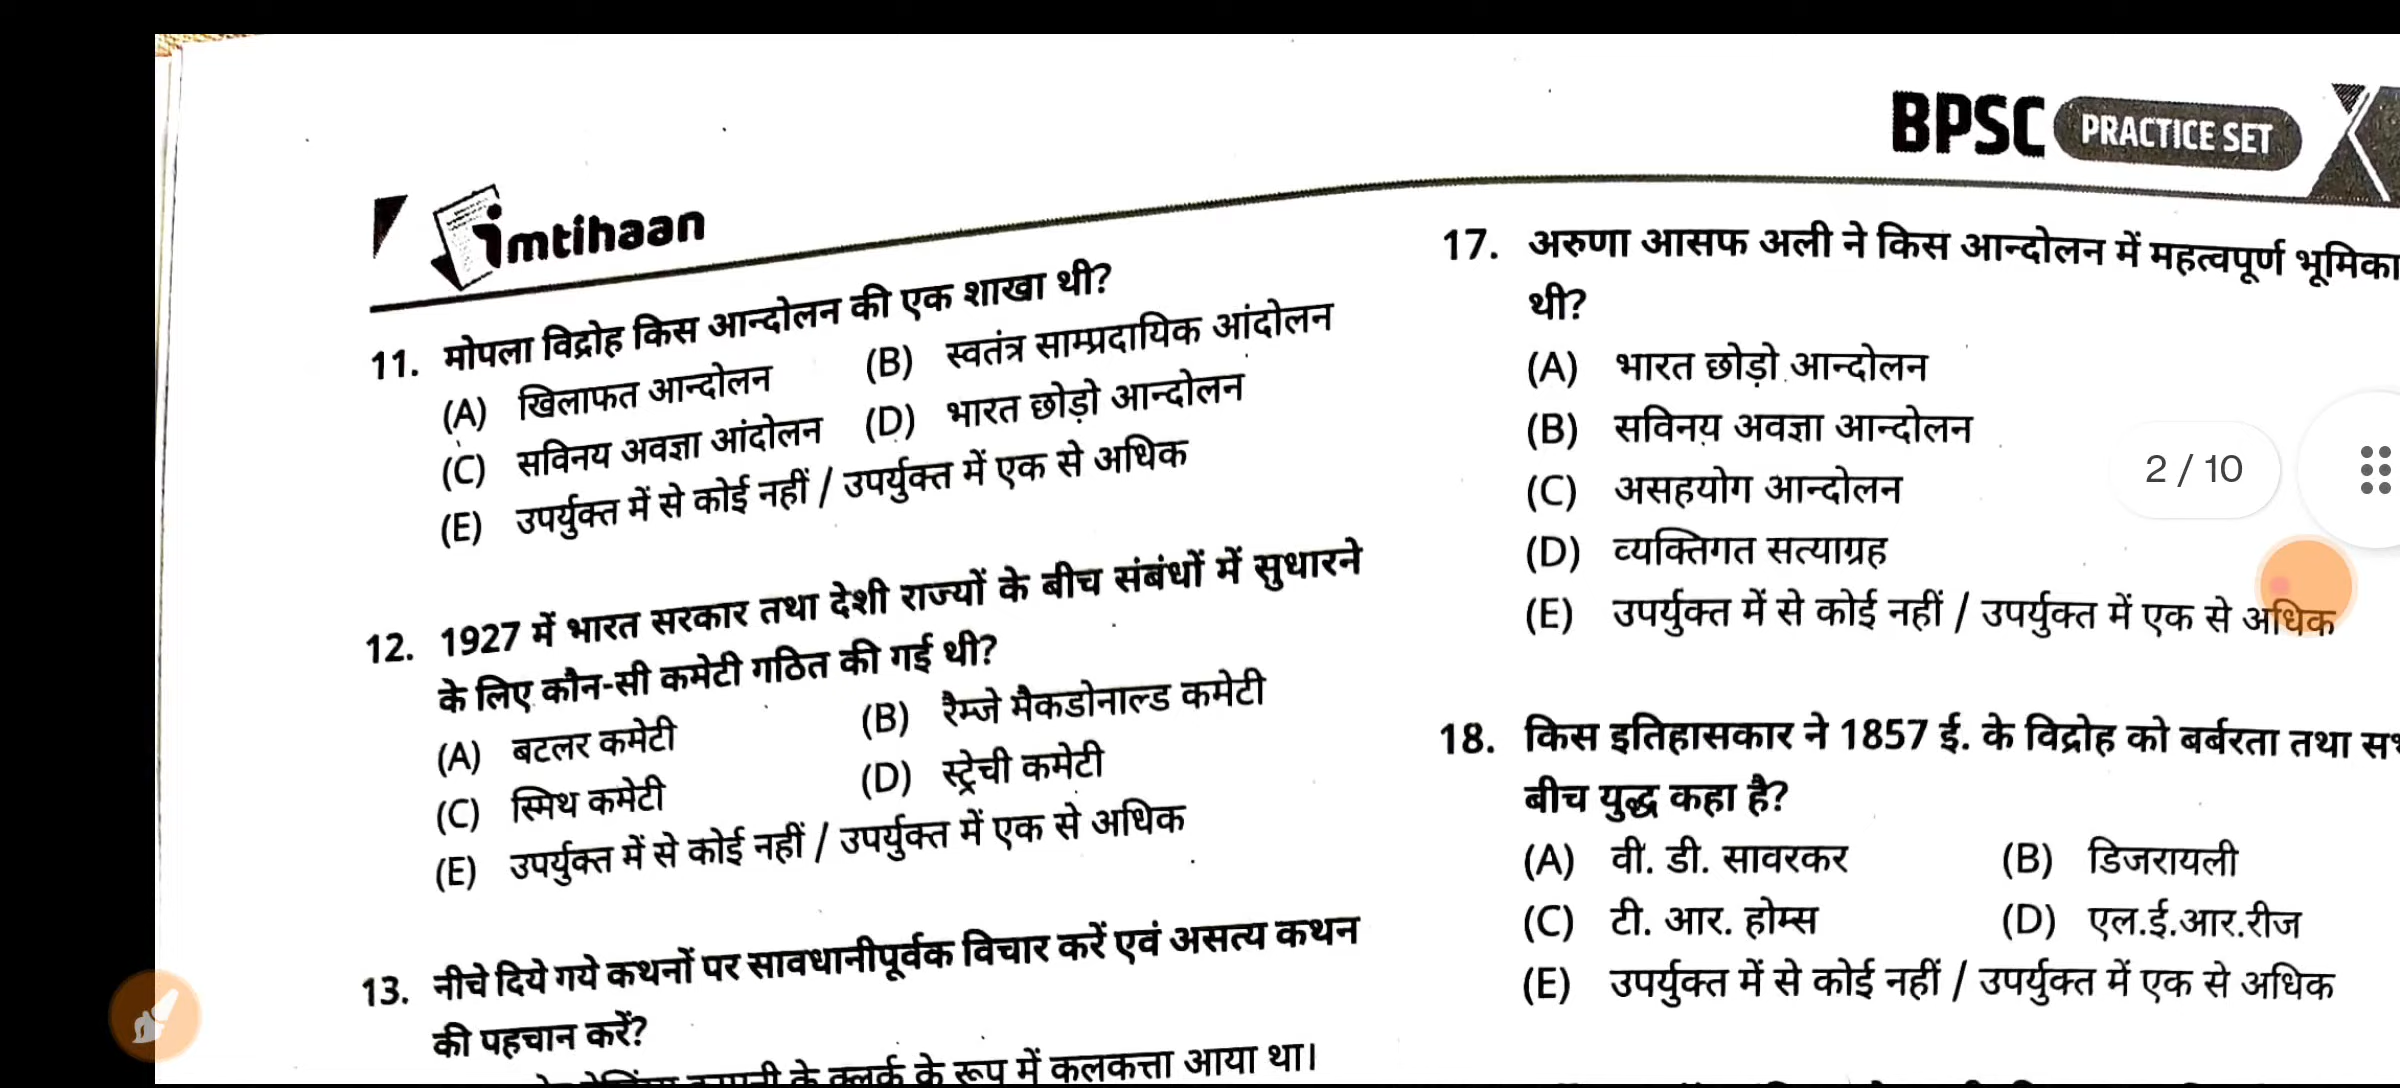 BPSC PRACTICE SET
imtihaan
11. मोपला विद्रोह किस आन्दोलन की एक शाखा थी?
(A) खिलाफत आन्दोलन (B) स्वतंत्र साम्प्रदायिक आंदोलन
(C) सविनय अवज्ञा आंदोलन (D) भारत छोड़ो आन्दोलन
(E) उपर्युक्त में से कोई नहीं / उपर्युक्त में एक से अधिक
12. 1927 में भारत सरकार तथा देशी राज्यों के बीच संबंधों में सुधारने
के लिए कौन-सी कमेटी गठित की गई थी?
(A) बटलर कमेटी (B) रैम्जे मैकडोनाल्ड कमेटी
(C) स्मिथ कमेटी (D) स्ट्रेची कमेटी
(E) उपर्युक्त में से कोई नहीं / उपर्युक्त में एक से अधिक
13. नीचे दिये गये कथनों पर सावधानीपूर्वक विचार करें एवं असत्य कथन
की पहचान करें?
के क्लर्क के रूप में कलकत्ता आया था।
17. अरुणा आसफ अली ने किस आन्दोलन में महत्वपूर्ण भूमिका
थी?
(A) भारत छोड़ो आन्दोलन
(B) सविनय अवज्ञा आन्दोलन
(C) असहयोग आन्दोलन
(D) व्यक्तिगत सत्याग्रह
(E) उपर्युक्त में से कोई नहीं / उपर्युक्त में एक से अधिक
18. किस इतिहासकार ने 1857 ई. के विद्रोह को बर्बरता तथा
बीच युद्ध कहा है?
(A) वी. डी. सावरकर (B) डिजरायली
(C) टी. आर. होम्स (D) एल.ई.आर.रीज
(E) उपर्युक्त में से कोई नहीं / उपर्युक्त में एक से अधिक
2 / 10